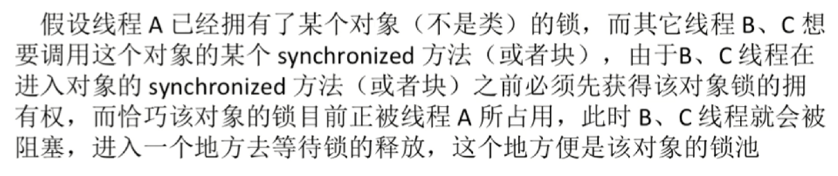 假设线程 A 已经拥有了某个对象（不是类）的锁，而其它线程 B、C 想
要调用这个对象的某个 synchronized 方法（或者块），由于B、C 线程在
进入对象的 synchronized 方法（或者块）之前必须先获得该对象锁的拥
有权，而恰巧该对象的锁目前正被线程 A 所占用，此时 B、C 线程就会被
阻塞，进入一个地方去等待锁的释放，这个地方便是该对象的锁池